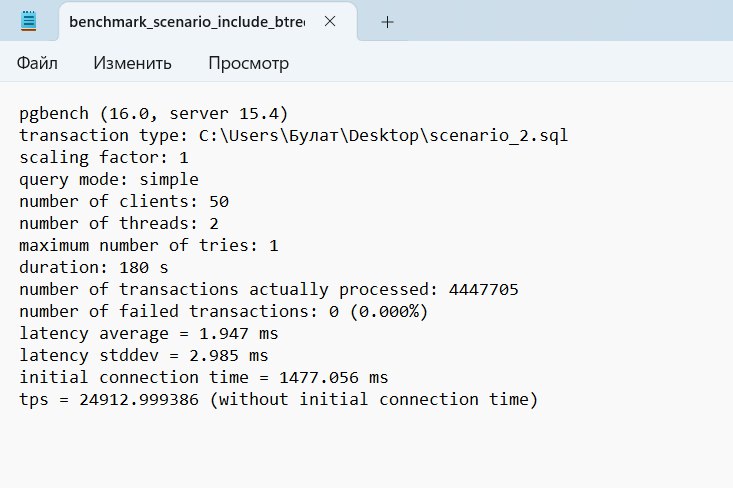 benchmark_scenario_include_btre
Файл Изменить Просмотр
pgbench (16.0, server 15.4)
transaction type: C:\Users\Булат\Desktop\scenario_2.sql
scaling factor: 1
query mode: simple
number of clients: 50
number of threads: 2
maximum number of tries: 1
duration: 180 s
number of transactions actually processed: 4447705
number of failed transactions: 0 (0.000%)
latency average = 1.947 ms
latency stddev = 2.985 ms
initial connection time = 1477.056 ms
tps = 24912.999386 (without initial connection time)